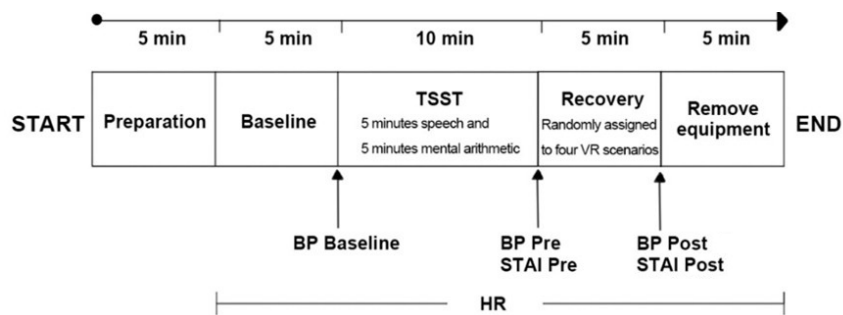 5 min 5 min 10 min 5 min 5 min
START
Preparation
Baseline
TSST
5 minutes speech and
5 minutes mental arithmetic
Recovery
Randomly assigned
to four VR scenarios
Remove
equipment
END
BP Baseline
BP Pre
STAI Pre
BP Post
STAI Post
HR